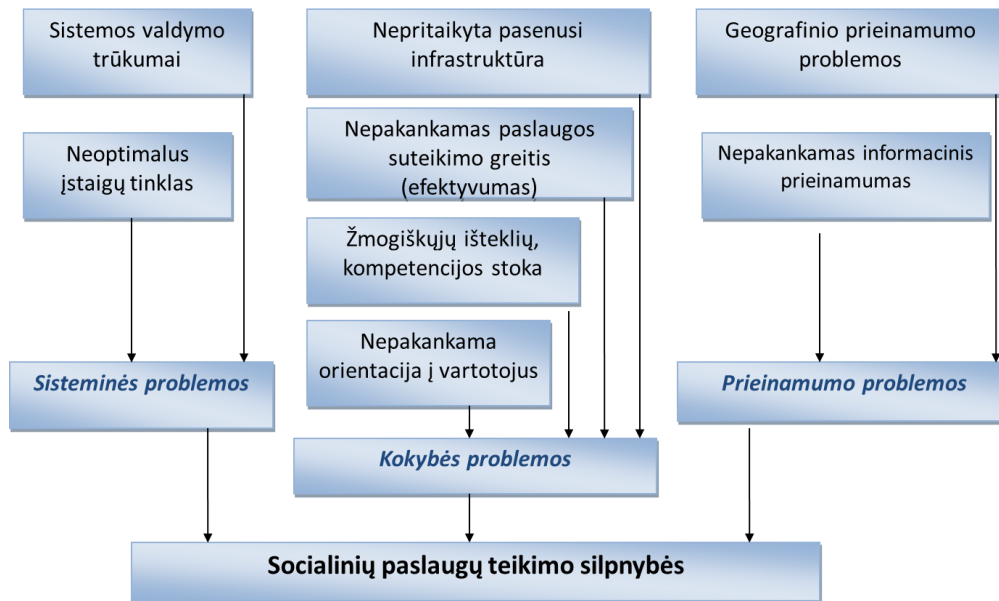 Sistemos valdymo
trūkumai
Neoptimalus
įstaigų tinklas
Sisteminės problemos
Nepritaikyta pasenusi
infrastruktūra
Nepakankamas paslaugos
suteikimo greitis
(efektyvumas)
Žmogiškųjų išteklių,
kompetencijos stoka
Nepakankama
orientacija į vartotojus
Kokybės problemos
Geografinio prieinamumo
problemos
Nepakankamas informacinis
prieinamumas
Prieinamumo problemos
Socialinių paslaugų teikimo silpnybės